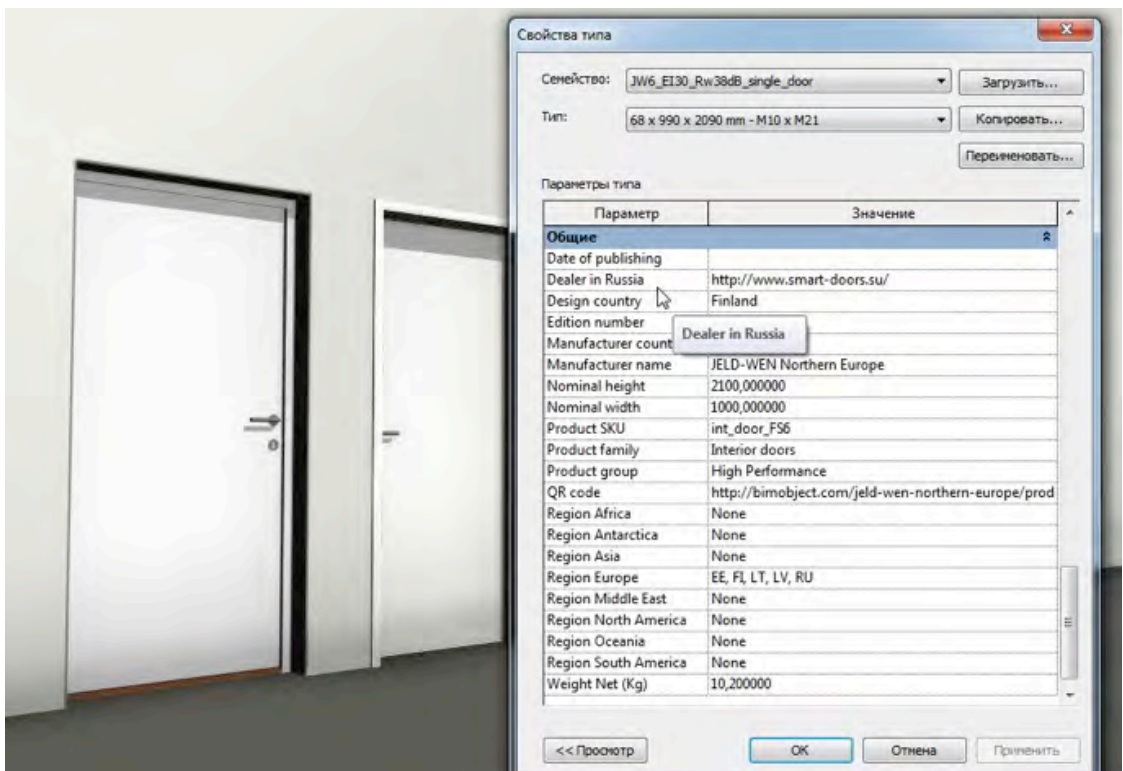 Свойства типа
Семейство: JW6_EI30_Rw38dB_single_door Загрузить...
Тип: 68 x 990 x 2090 mm - M10 x M21 Копировать...
Переименовать...
Параметры типа
Параметр Значение
Общие
Date of publishing
Dealer in Russia http://www.smart-doors.su/
Design country Finland
Edition number
Dealer in Russia
Manufacturer count
Manufacturer name JELD-WEN Northern Europe
Nominal height 2100,000000
Nominal width 1000,000000
Product SKU int_door_FS6
Product family Interior doors
Product group High Performance
QR code http://bimobject.com/jeld-wen-northern-europe/prod
Region Africa None
Region Antarctica None
Region Asia None
Region Europe EE, FI, LT, LV, RU
Region Middle East None
Region North America None
Region Oceania None
Region South America None
Weight Net (Kg) 10,200000
<< Просмотр OK Отмена Применить